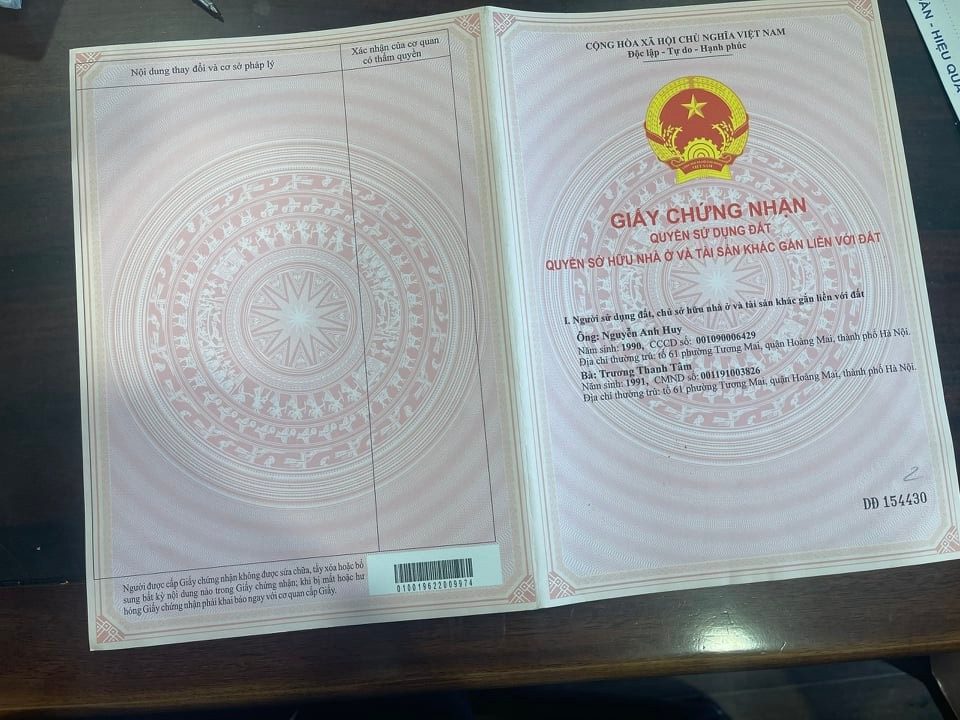 Nội dung thay đổi và cơ sở pháp lý
Xác nhận của cơ quan
có thẩm quyền
Người được cấp Giấy chứng nhận không được sửa chữa, tẩy xóa hoặc bổ
sung bất kỳ nội dung nào trong Giấy chứng nhận; khi bị mất hoặc hư
hỏng Giấy chứng nhận phải khai báo ngay với cơ quan cấp Giấy.
010019622009974
CỘNG HÒA XÃ HỘI CHỦ NGHĨA VIỆT NAM
Độc lập - Tự do - Hạnh phúc
GIẤY CHỨNG NHẬN
QUYỀN SỬ DỤNG ĐẤT
QUYỀN SỞ HỮU NHÀ Ở VÀ TÀI SẢN KHÁC GẮN LIỀN VỚI ĐẤT
I. Người sử dụng đất, chủ sở hữu nhà ở và tài sản khác gắn liền với đất
Ông: Nguyễn Anh Huy
Năm sinh: 1990, CCCD số: 001090006429
Địa chỉ thường trú: tổ 61 phường Tương Mai, quận Hoàng Mai, thành phố Hà Nội.
Bà: Trương Thanh Tâm
Năm sinh: 1991, CMND số: 001191003826
Địa chỉ thường trú: tổ 61 phường Tương Mai, quận Hoàng Mai, thành phố Hà Nội.
2
DĐ 154430
- HIỆU QUẢ